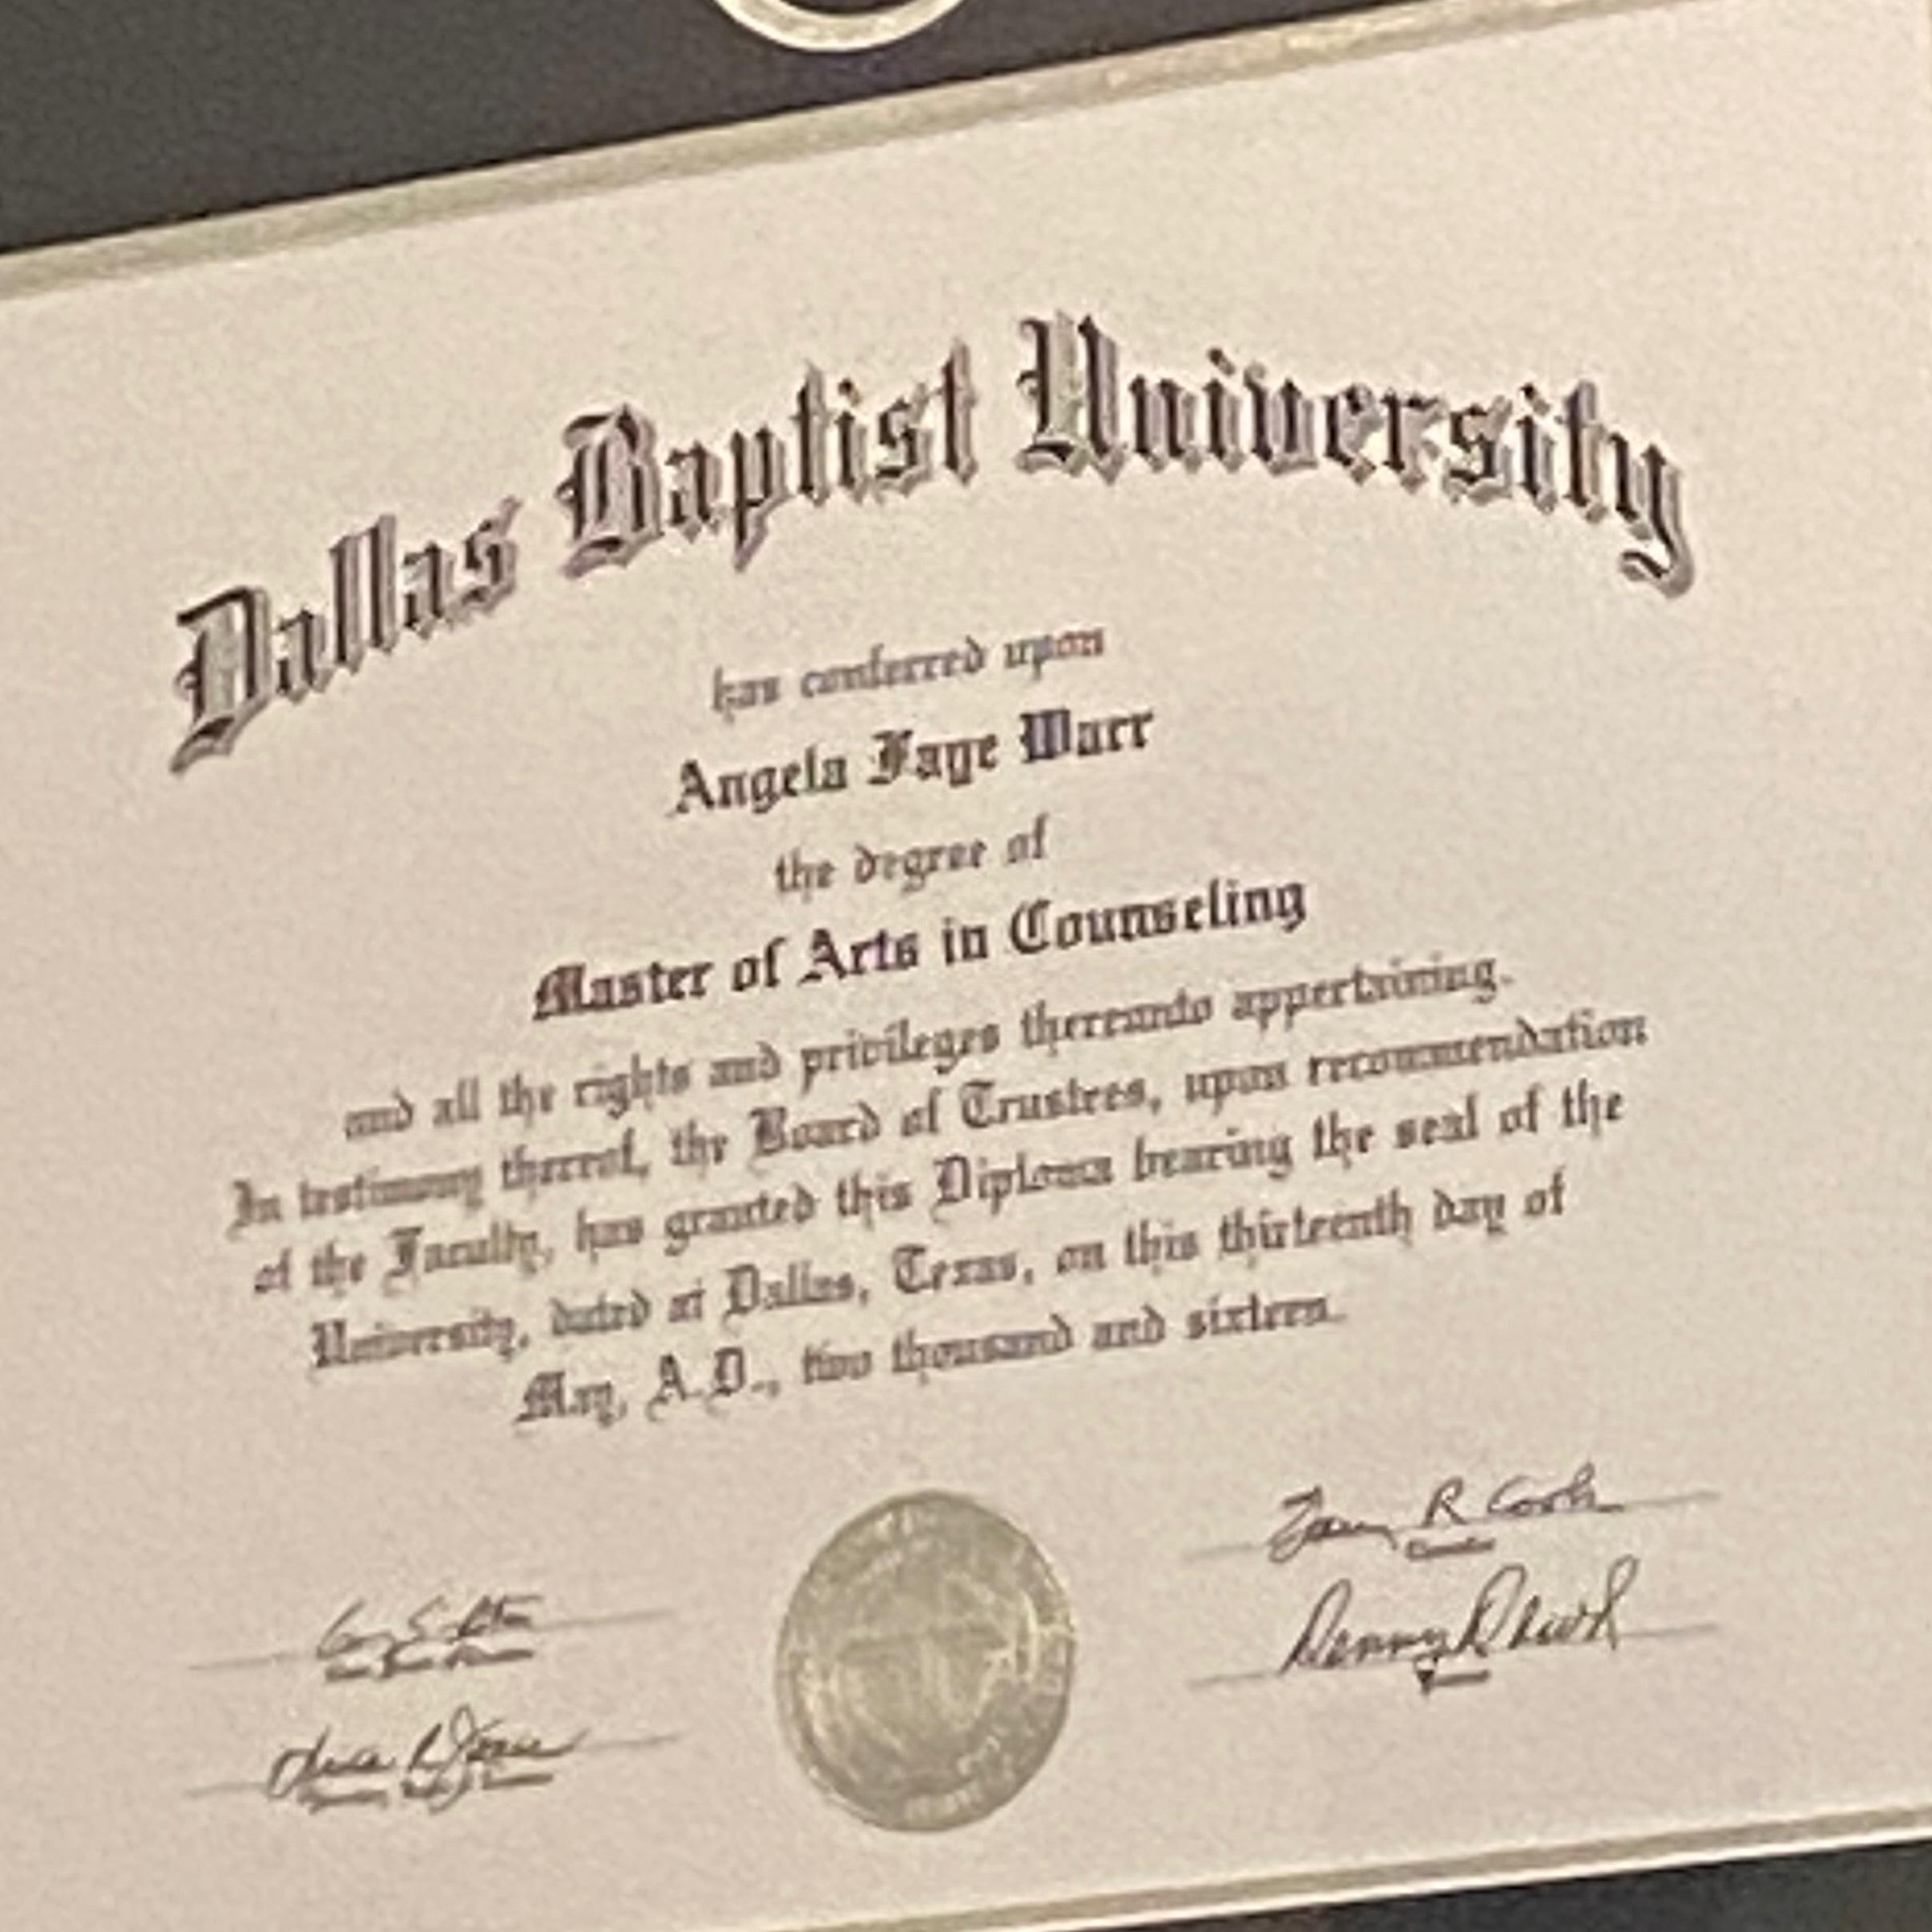 Dallas Baptist University
has conferred upon
Angela Faye Warr
the degree of
Master of Arts in Counseling
and all the rights and privileges thereunto appertaining.
In testimony thereof, the Board of Trustees, upon recommendation
of the Faculty, has granted this Diploma bearing the seal of the
University, dated at Dallas, Texas, on this thirteenth day of
May, A.D., two thousand and sixteen.
R Cook
Denny